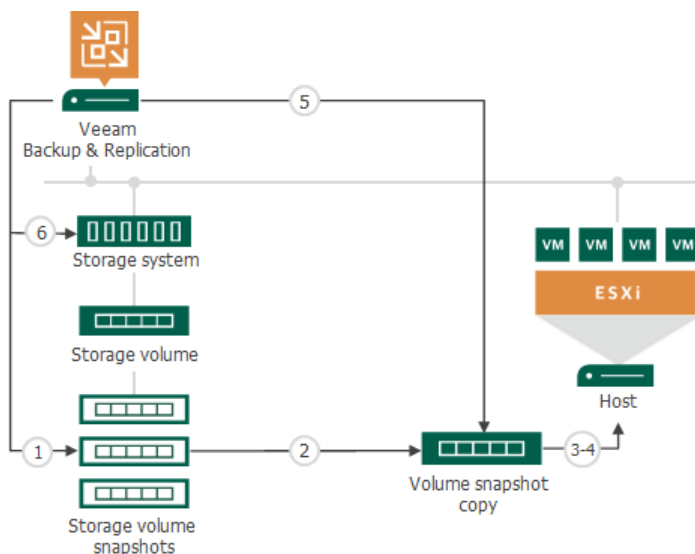 5
Veeam
Backup & Replication
6
VM VM VM VM
Storage system
ESXi
Storage volume
Host
1
2
3-4
Volume snapshot
copy
Storage volume
snapshots